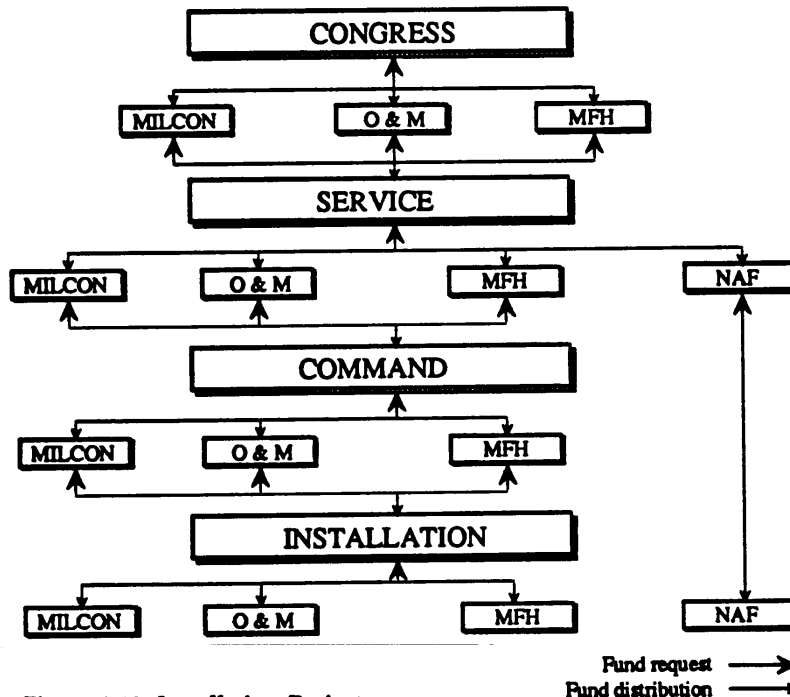 CONGRESS
MILCON O & M MFH
SERVICE
MILCON O & M MFH NAF
COMMAND
MILCON O & M MFH
INSTALLATION
MILCON O & M MFH NAF
Fund request
Fund distribution